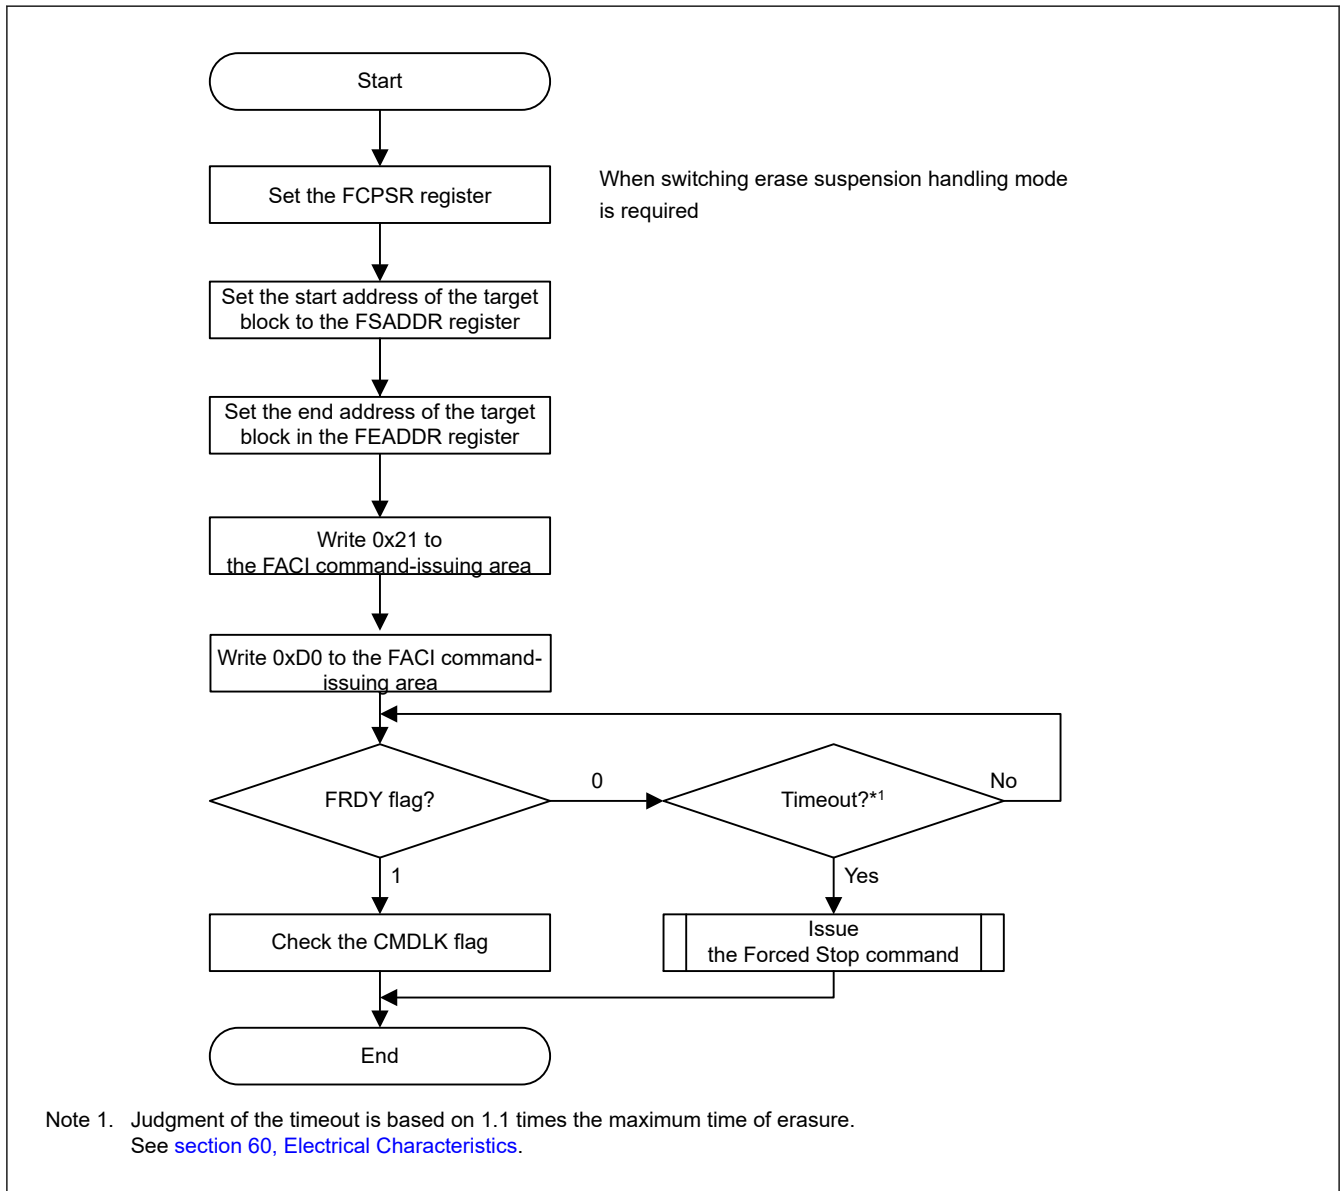 Start
Set the FCPSR register
When switching erase suspension handling mode
is required
Set the start address of the target
block to the FSADDR register
Set the end address of the target
block in the FEADDR register
Write 0x21 to
the FACI command-issuing area
Write 0xD0 to the FACI command-
issuing area
FRDY flag?
0
Timeout?*1
No
1
Yes
Check the CMDLK flag
Issue
the Forced Stop command
End
Note 1. Judgment of the timeout is based on 1.1 times the maximum time of erasure.
See section 60, Electrical Characteristics.